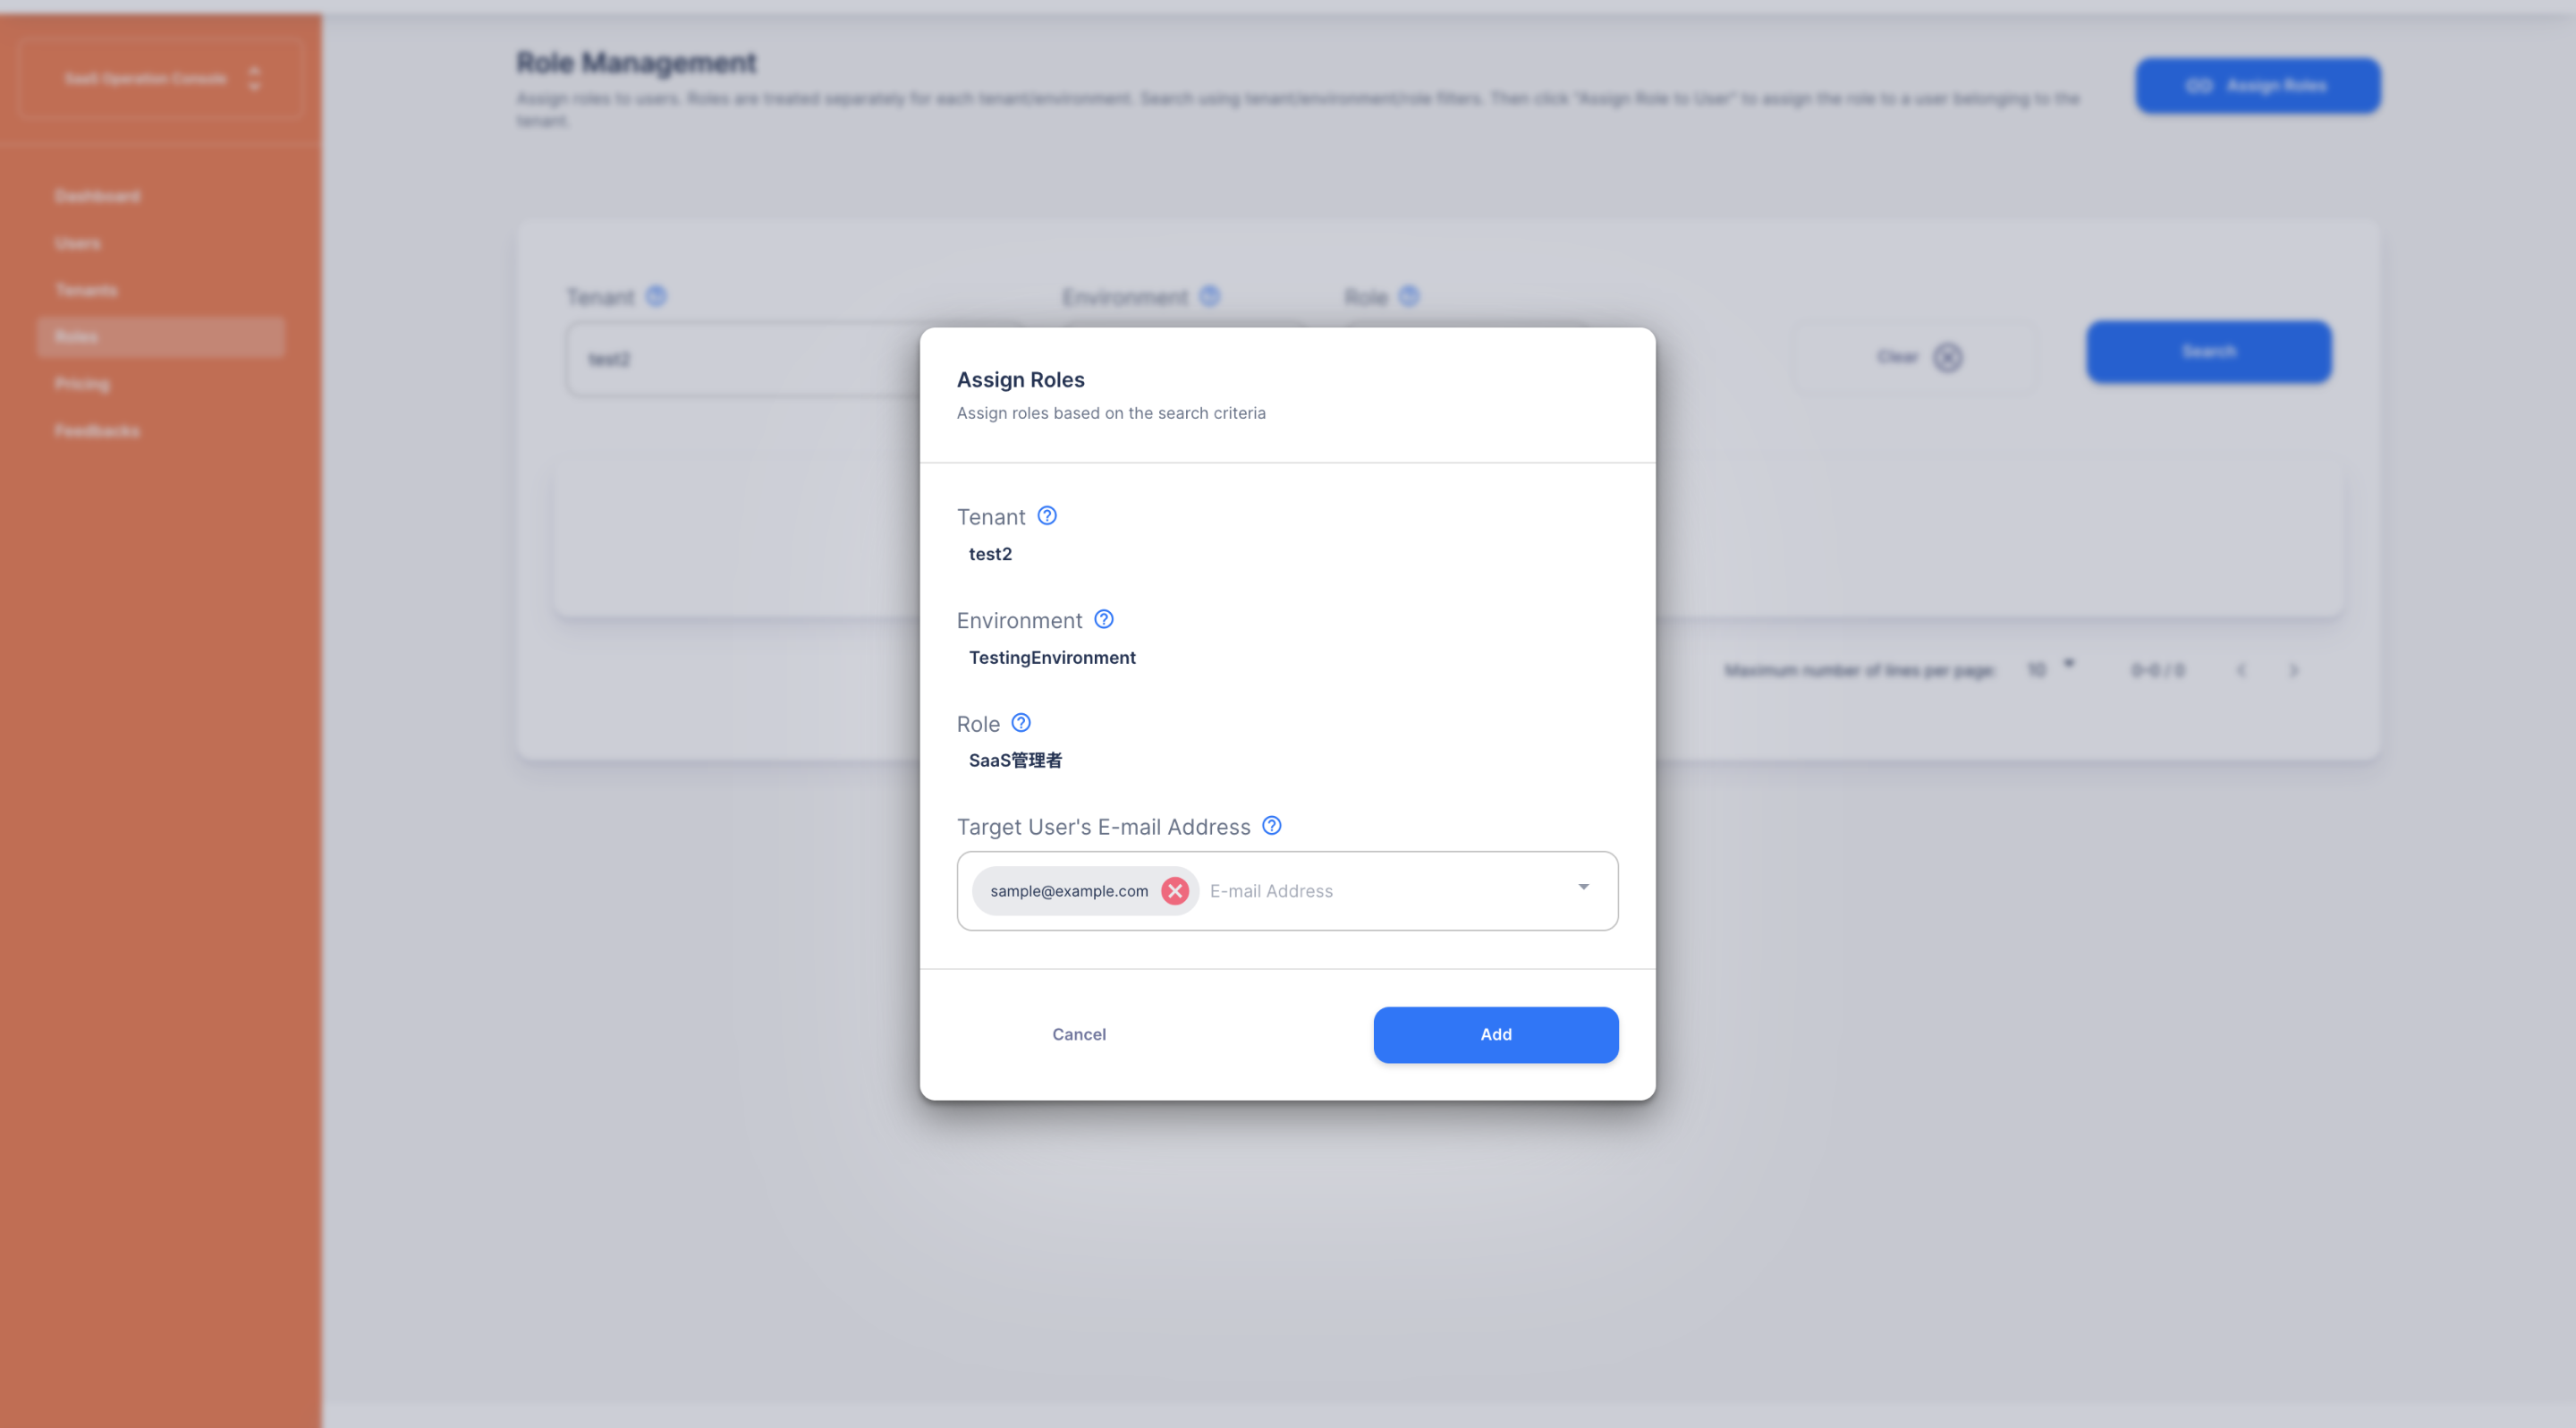 SaaS Operation Console
Dashboard
Users
Tenants
Roles
Pricing
Feedbacks
Role Management
Assign roles to users. Roles are treated separately for each tenant/environment. Search using tenant/environment/role filters. Then click "Assign Role to User" to assign the role to a user belonging to the
tenant.
Assign Roles
Tenant
Environment
Role
test2
Clear
Search
Maximum number of lines per page: 10 0-0 / 0
Assign Roles
Assign roles based on the search criteria
Tenant
test2
Environment
TestingEnvironment
Role
SaaS管理者
Target User's E-mail Address
sample@example.com E-mail Address
Cancel
Add